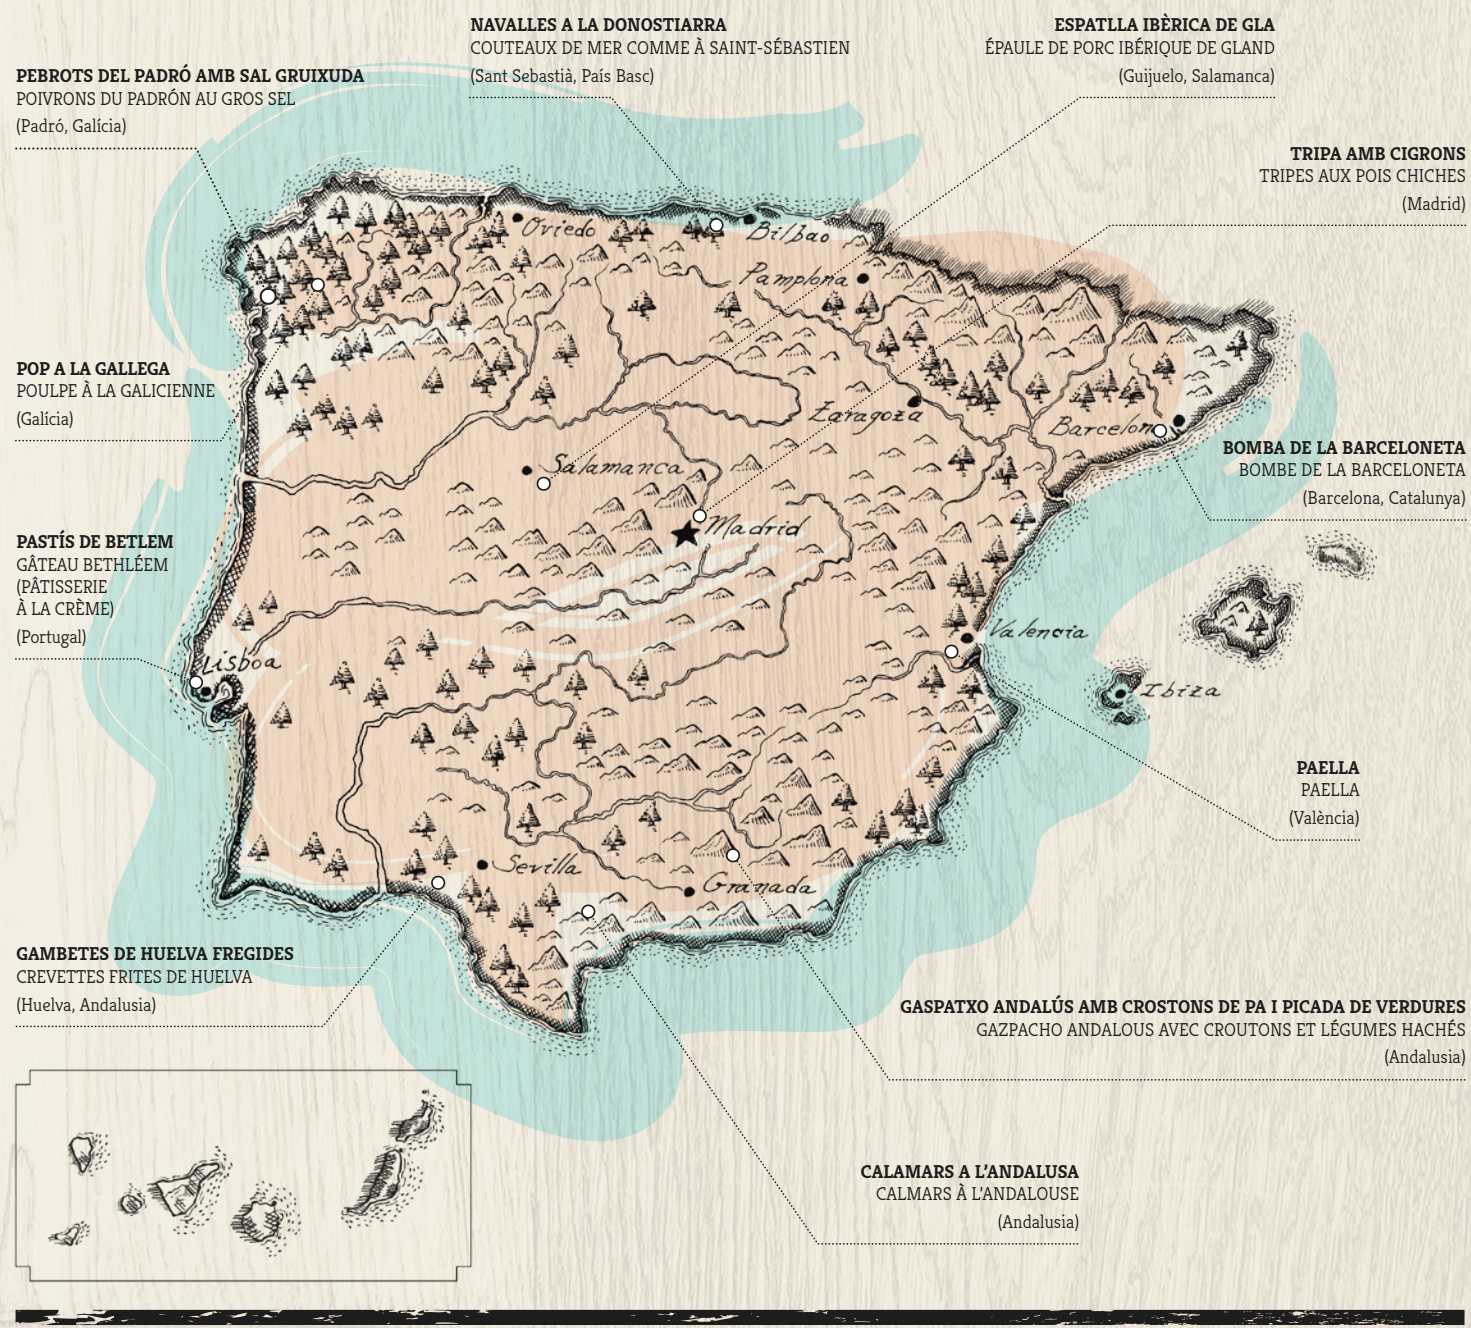 NAVALLES A LA DONOSTIARRA
COUTEAUX DE MER COMME À SAINT-SÉBASTIEN
(Sant Sebastià, País Basc)
ESPATLLA IBÈRICA DE GLA
ÉPAULE DE PORC IBÉRIQUE DE GLAND
(Guijuelo, Salamanca)
PEBROTS DEL PADRÓ AMB SAL GRUIXUDA
POIVRONS DU PADRÓN AU GROS SEL
(Padró, Galícia)
TRIPA AMB CIGRONS
TRIPES AUX POIS CHICHES
(Madrid)
Oviedo
Bilbao
Pamplona
POP A LA GALLEGA
POULPE À LA GALICIENNE
(Galícia)
Zaragoza
Barcelon
BOMBA DE LA BARCELONETA
BOMBE DE LA BARCELONETA
(Barcelona, Catalunya)
Salamanca
Madrid
PASTÍS DE BETLEM
GÂTEAU BETHLÉEM
(PÂTISSERIE
À LA CRÈME)
(Portugal)
Lisboa
Valencia
Ibiza
PAELLA
PAELLA
(València)
Sevilla
Granada
GAMBETES DE HUELVA FREGIDES
CREVETTES FRITES DE HUELVA
(Huelva, Andalusia)
GASPATXO ANDALÚS AMB CROSTONS DE PA I PICADA DE VERDURES
GAZPACHO ANDALOUS AVEC CROUTONS ET LÉGUMES HACHÉS
(Andalusia)
CALAMARS A L'ANDALUSA
CALMARS À L'ANDALOUSE
(Andalusia)